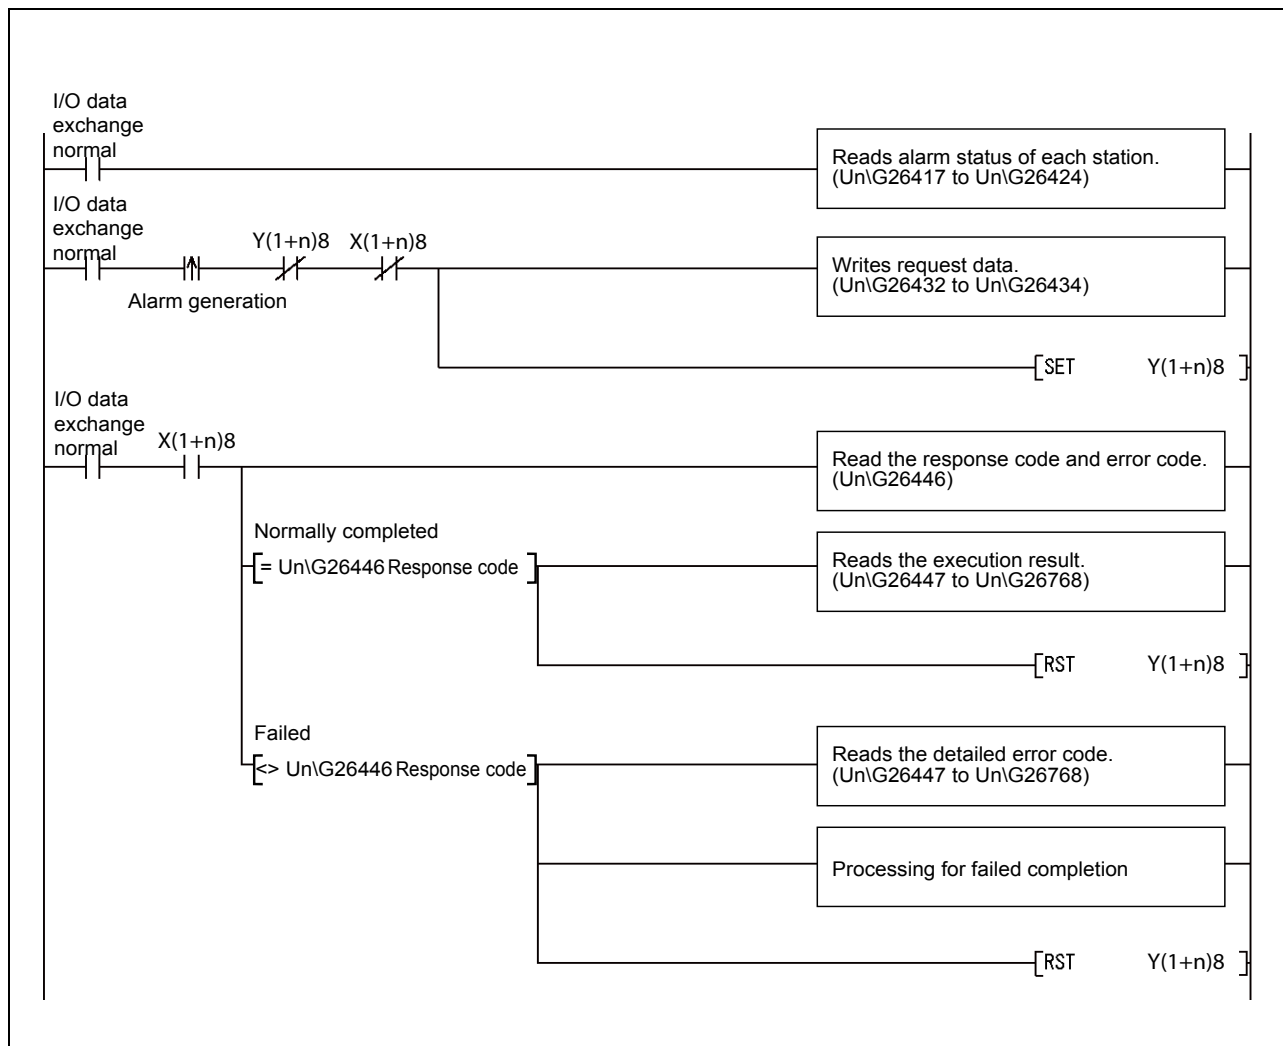 I/O data
exchange
normal
Reads alarm status of each station.
(Un\G26417 to Un\G26424)
I/O data
exchange
normal
Y(1+n)8 X(1+n)8
Alarm generation
Writes request data.
(Un\G26432 to Un\G26434)
SET Y(1+n)8
I/O data
exchange
normal
X(1+n)8
Read the response code and error code.
(Un\G26446)
Normally completed
= Un\G26446 Response code
Reads the execution result.
(Un\G26447 to Un\G26768)
RST Y(1+n)8
Failed
<> Un\G26446 Response code
Reads the detailed error code.
(Un\G26447 to Un\G26768)
Processing for failed completion
RST Y(1+n)8